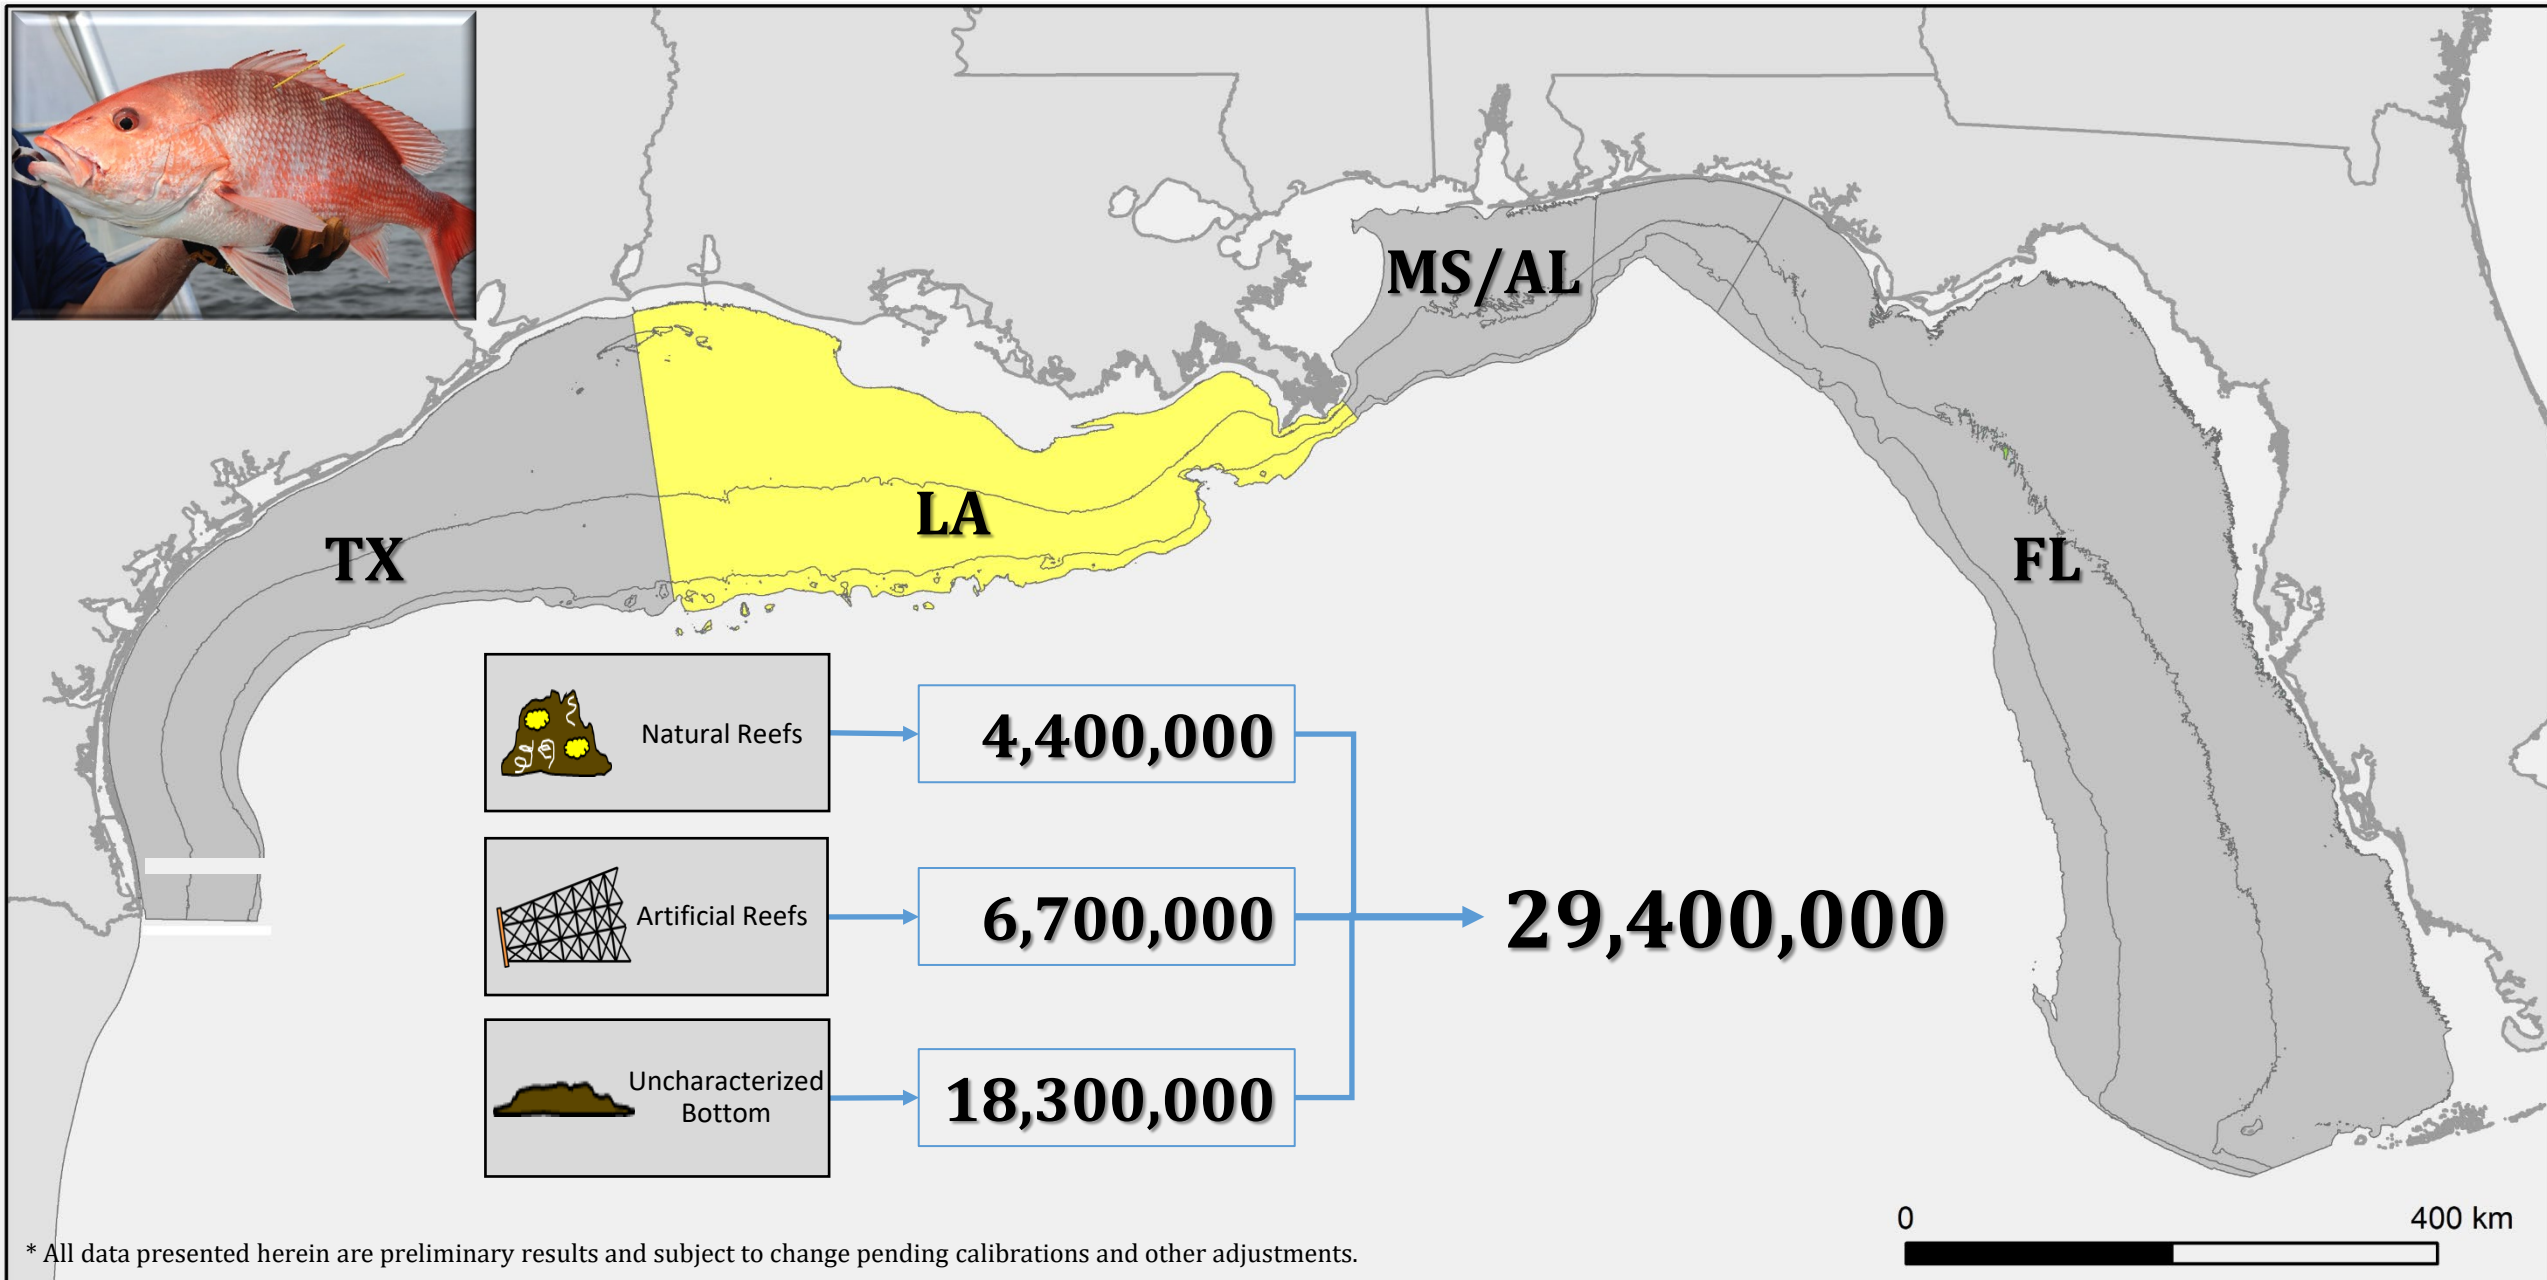 MS/AL
LA
TX
FL
Natural Reefs
4,400,000
Artificial Reefs
6,700,000
29,400,000
Uncharacterized
Bottom
18,300,000
0
400 km
* All data presented herein are preliminary results and subject to change pending calibrations and other adjustments.